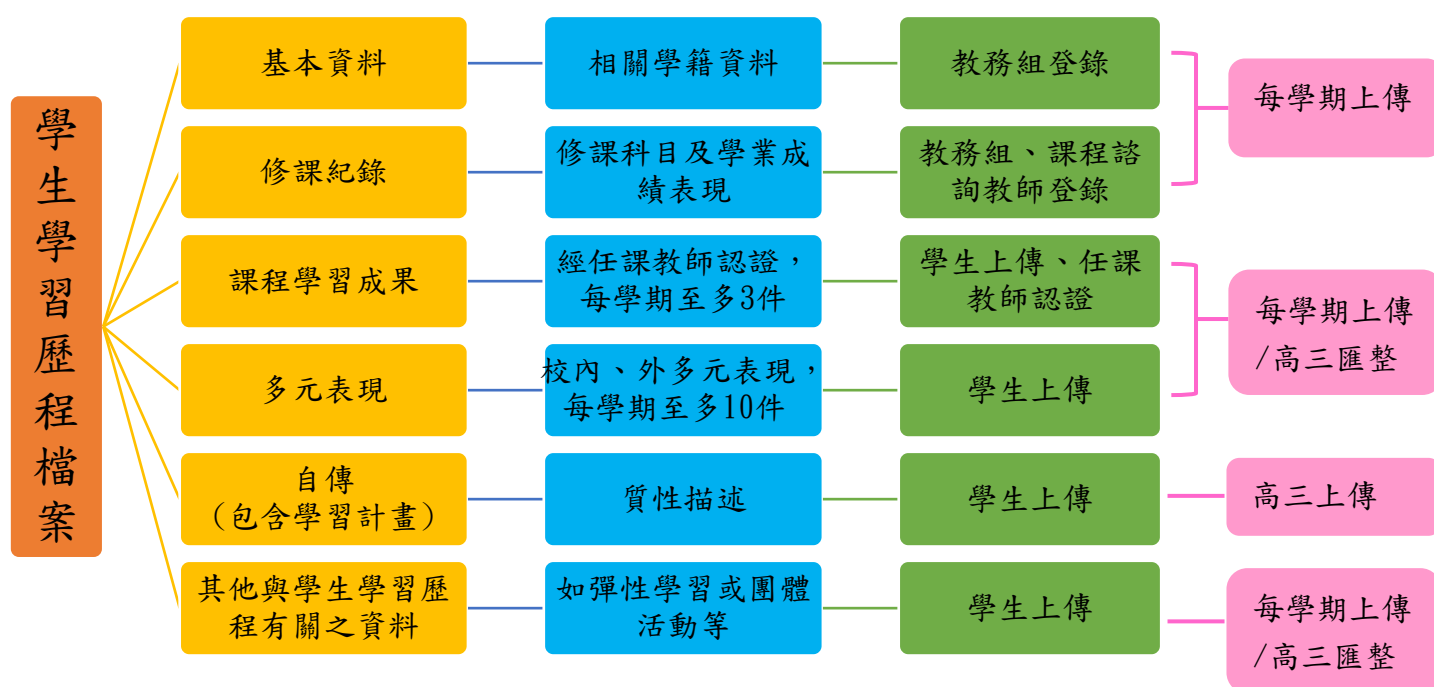 學生學習歷程檔案
基本資料
相關學籍資料
教務組登錄
每學期上傳
修課紀錄
修課科目及學業成
績表現
教務組、課程諮
詢教師登錄
課程學習成果
經任課教師認證，
每學期至多3件
學生上傳、任課
教師認證
每學期上傳
/高三匯整
多元表現
校內、外多元表現，
每學期至多10件
學生上傳
自傳
（包含學習計畫）
質性描述
學生上傳
高三上傳
其他與學生學習歷
程有關之資料
如彈性學習或團體
活動等
學生上傳
每學期上傳
/高三匯整